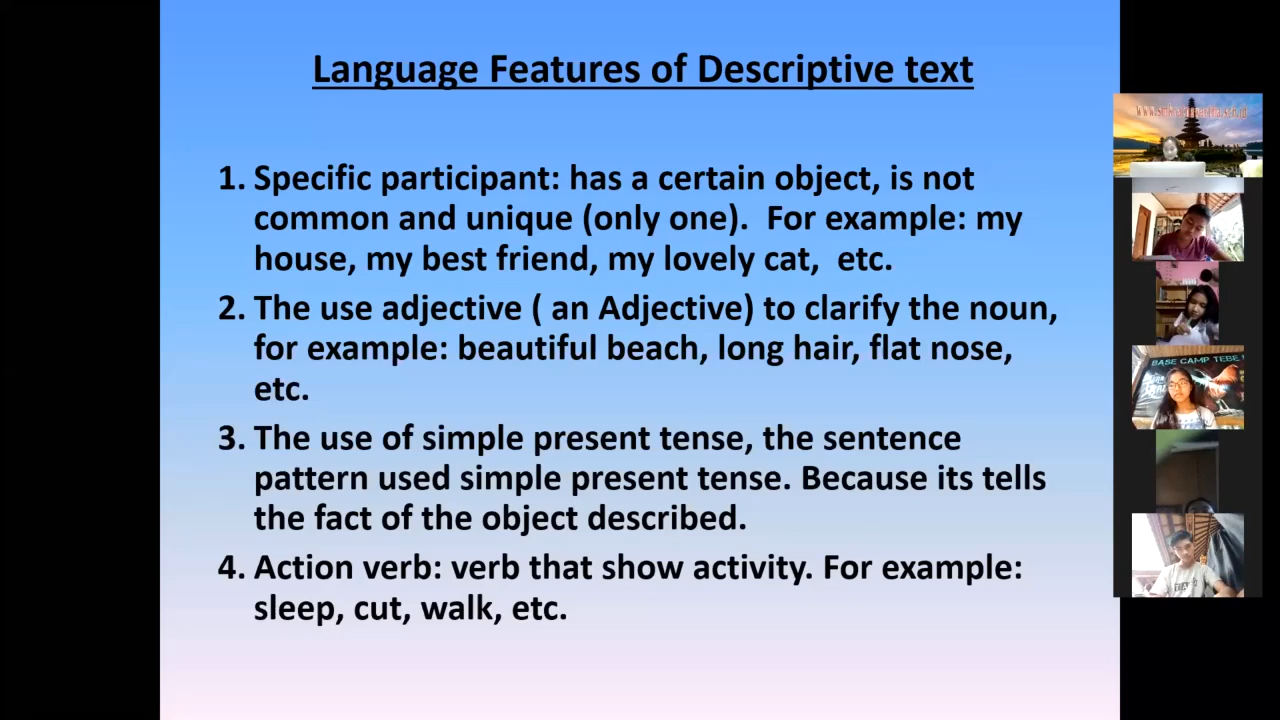 Language Features of Descriptive text
1. Specific participant: has a certain object, is not
common and unique (only one). For example: my
house, my best friend, my lovely cat, etc.
2. The use adjective ( an Adjective) to clarify the noun,
for example: beautiful beach, long hair, flat nose,
etc.
3. The use of simple present tense, the sentence
pattern used simple present tense. Because its tells
the fact of the object described.
4. Action verb: verb that show activity. For example:
sleep, cut, walk, etc.
BASE CAMP TEBE